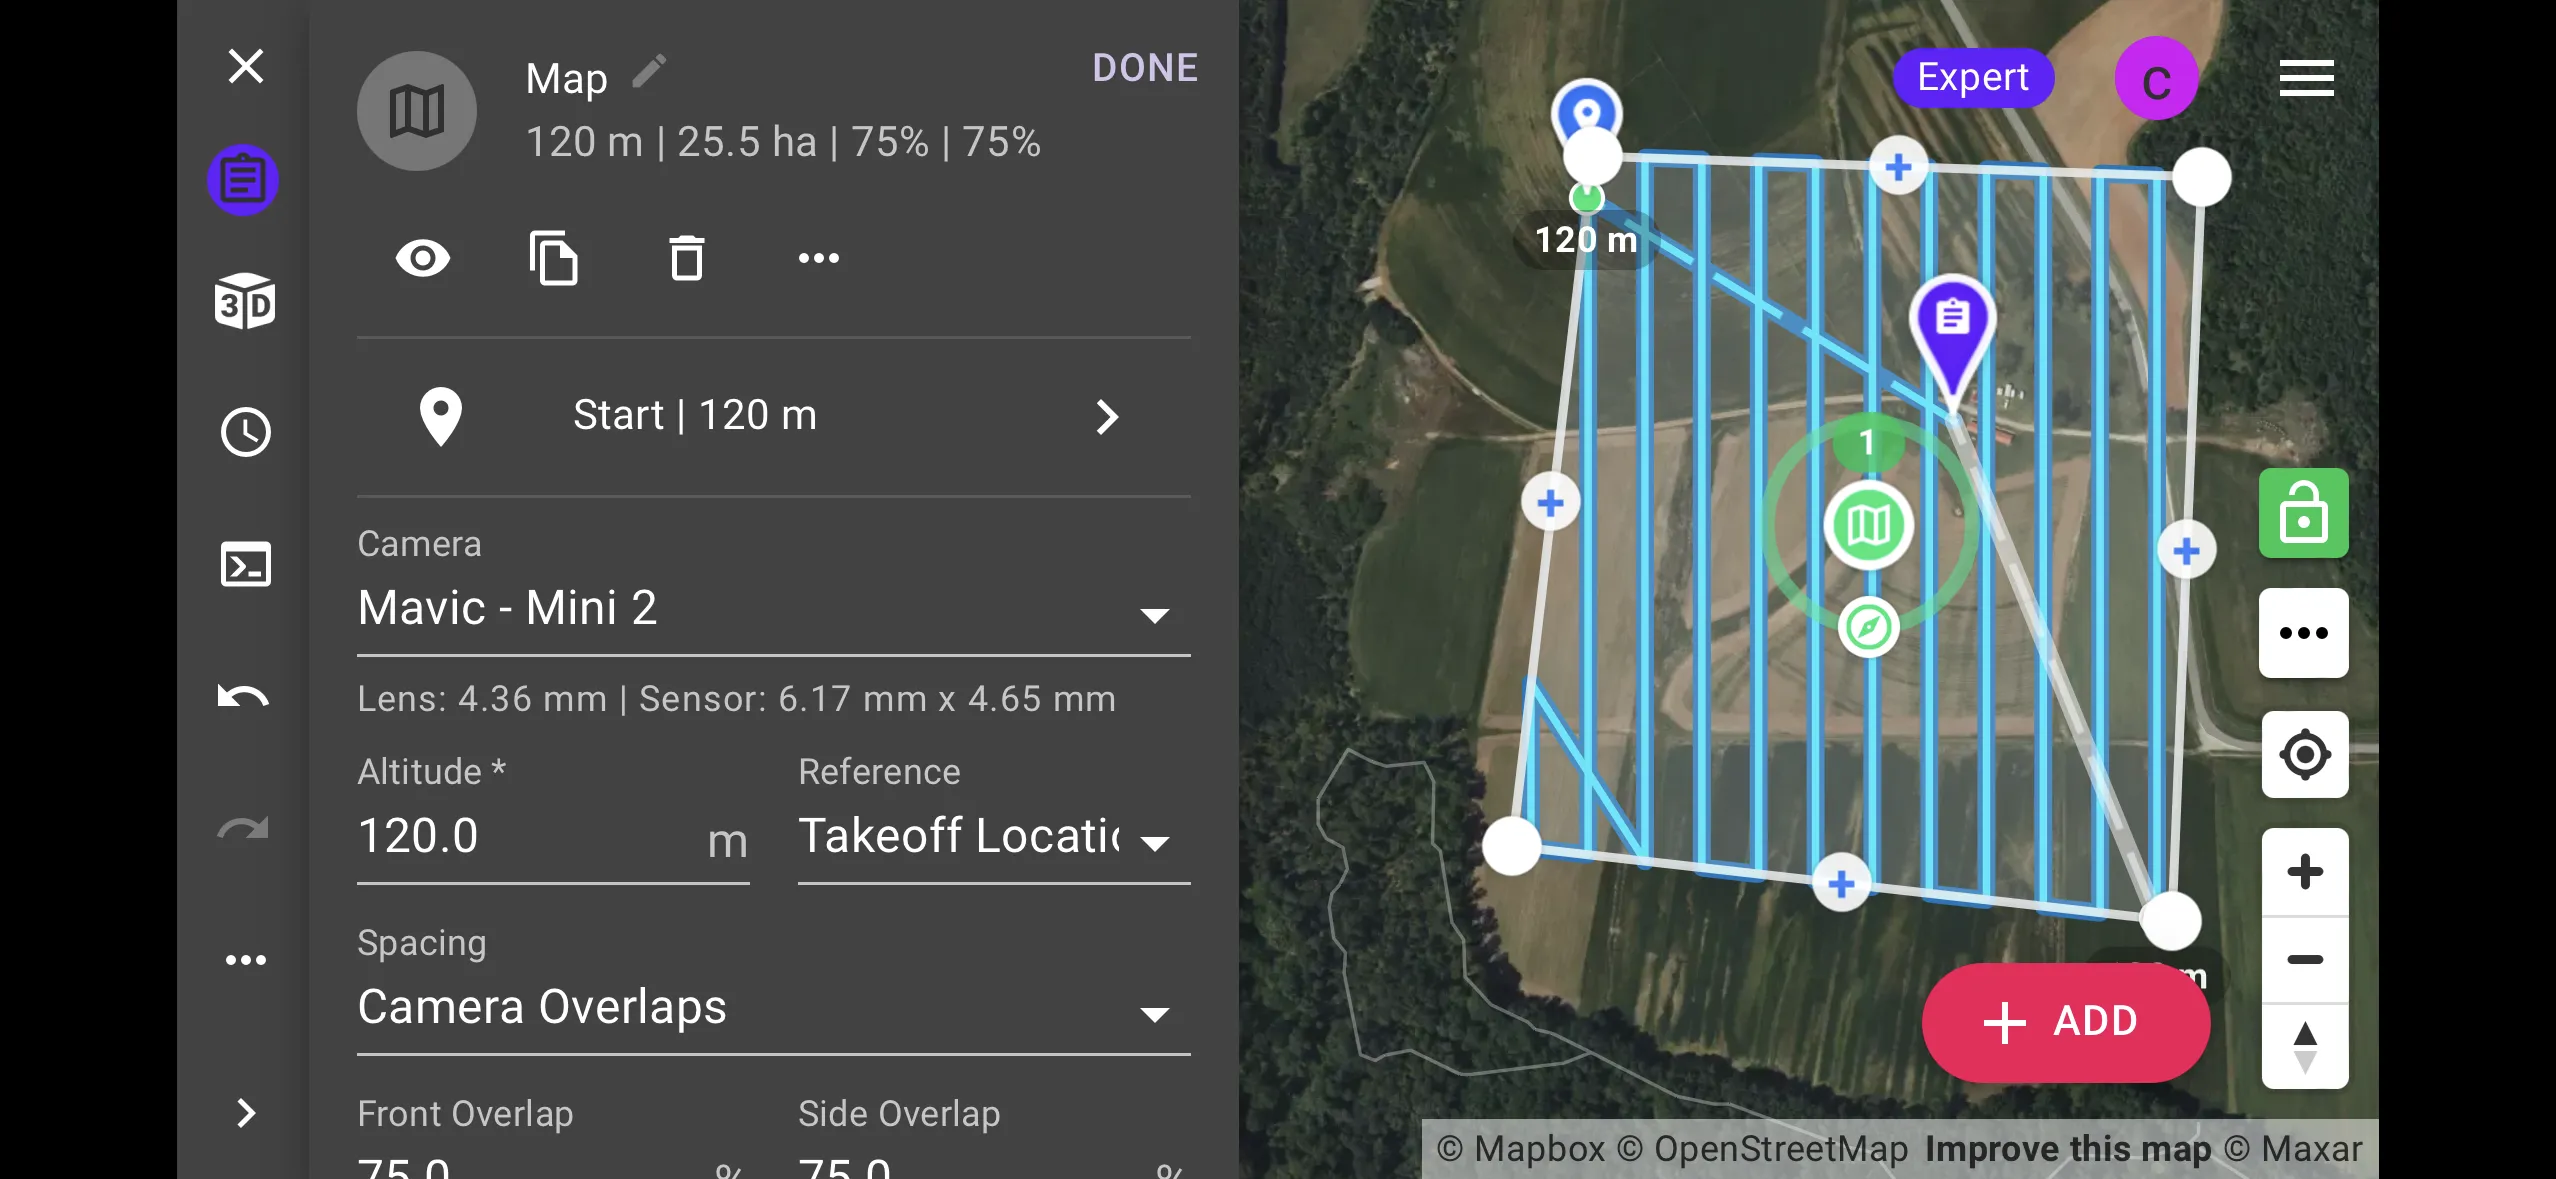 Map
DONE
120 m | 25.5 ha | 75% | 75%
3D
Start | 120 m
Camera
Mavic - Mini 2
Lens: 4.36 mm | Sensor: 6.17 mm x 4.65 mm
Altitude *
Reference
120.0 m
Takeoff Locatic
Spacing
Camera Overlaps
Front Overlap
Side Overlap
75.0 %
75.0 %
Expert
C
120 m
1
m
ADD
© Mapbox © OpenStreetMap Improve this map © Maxar